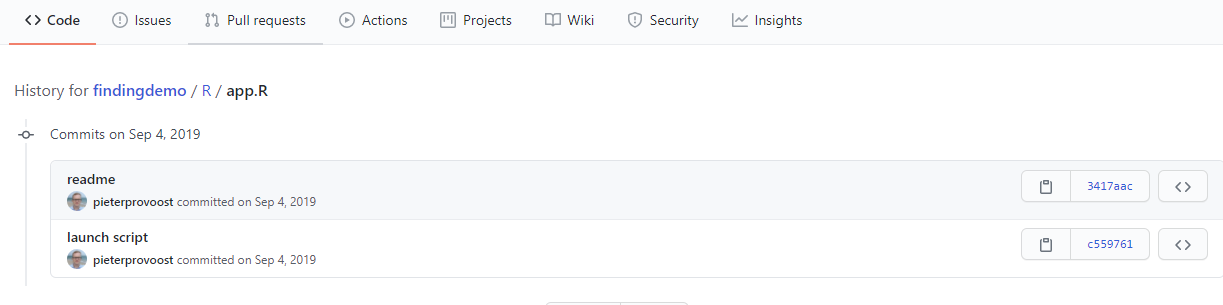 Code Issues Pull requests Actions Projects Wiki Security Insights
History for findingdemo / R / app.R
Commits on Sep 4, 2019
readme
3417aac
pieterprovoost committed on Sep 4, 2019
launch script
c559761
pieterprovoost committed on Sep 4, 2019